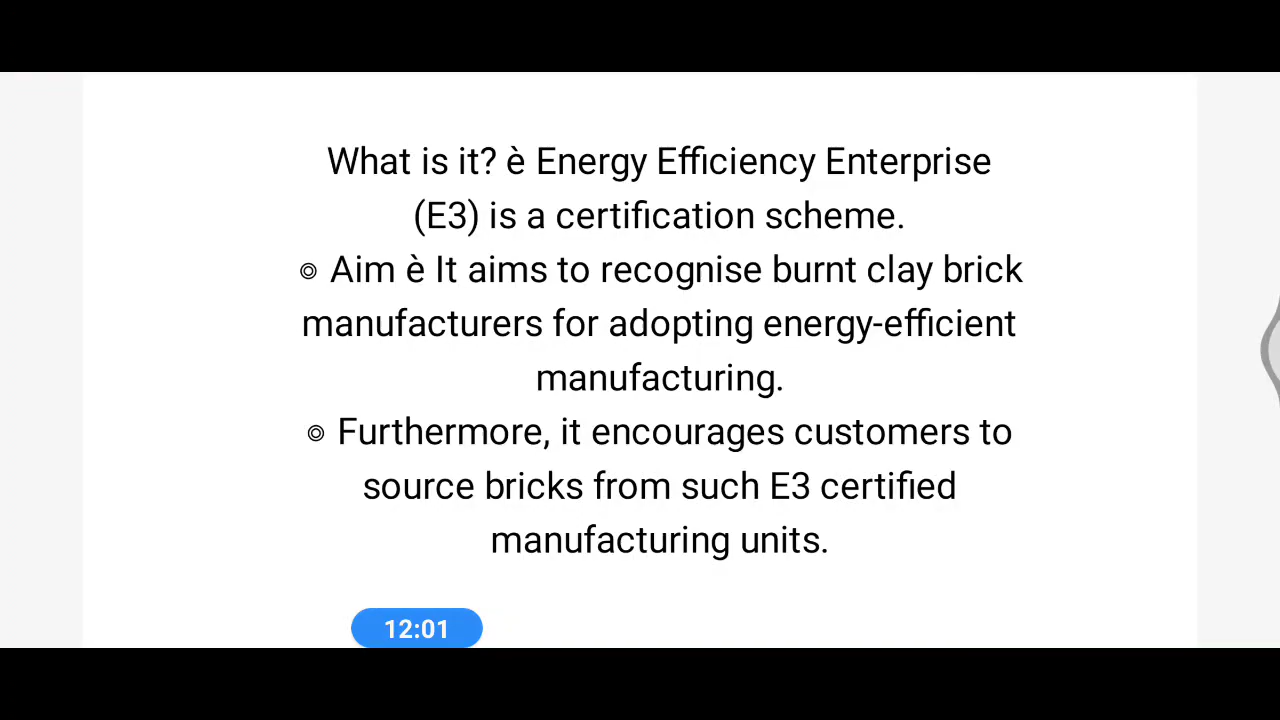 What is it? è Energy Efficiency Enterprise
(E3) is a certification scheme.
◎ Aim è It aims to recognise burnt clay brick
manufacturers for adopting energy-efficient
manufacturing.
◎ Furthermore, it encourages customers to
source bricks from such E3 certified
manufacturing units.
12:01